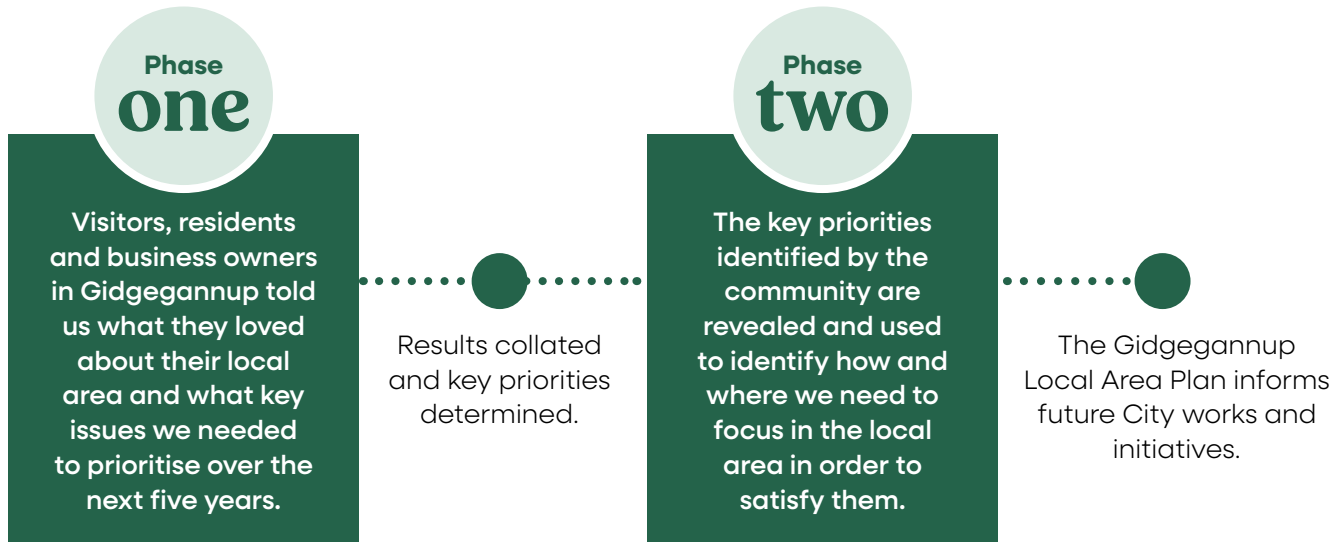 Phase
one
Visitors, residents
and business owners
in Gidgegannup told
us what they loved
about their local
area and what key
issues we needed
to prioritise over the
next five years.
Results collated
and key priorities
determined.
Phase
two
The key priorities
identified by the
community are
revealed and used
to identify how and
where we need to
focus in the local
area in order to
satisfy them.
The Gidgegannup
Local Area Plan informs
future City works and
initiatives.